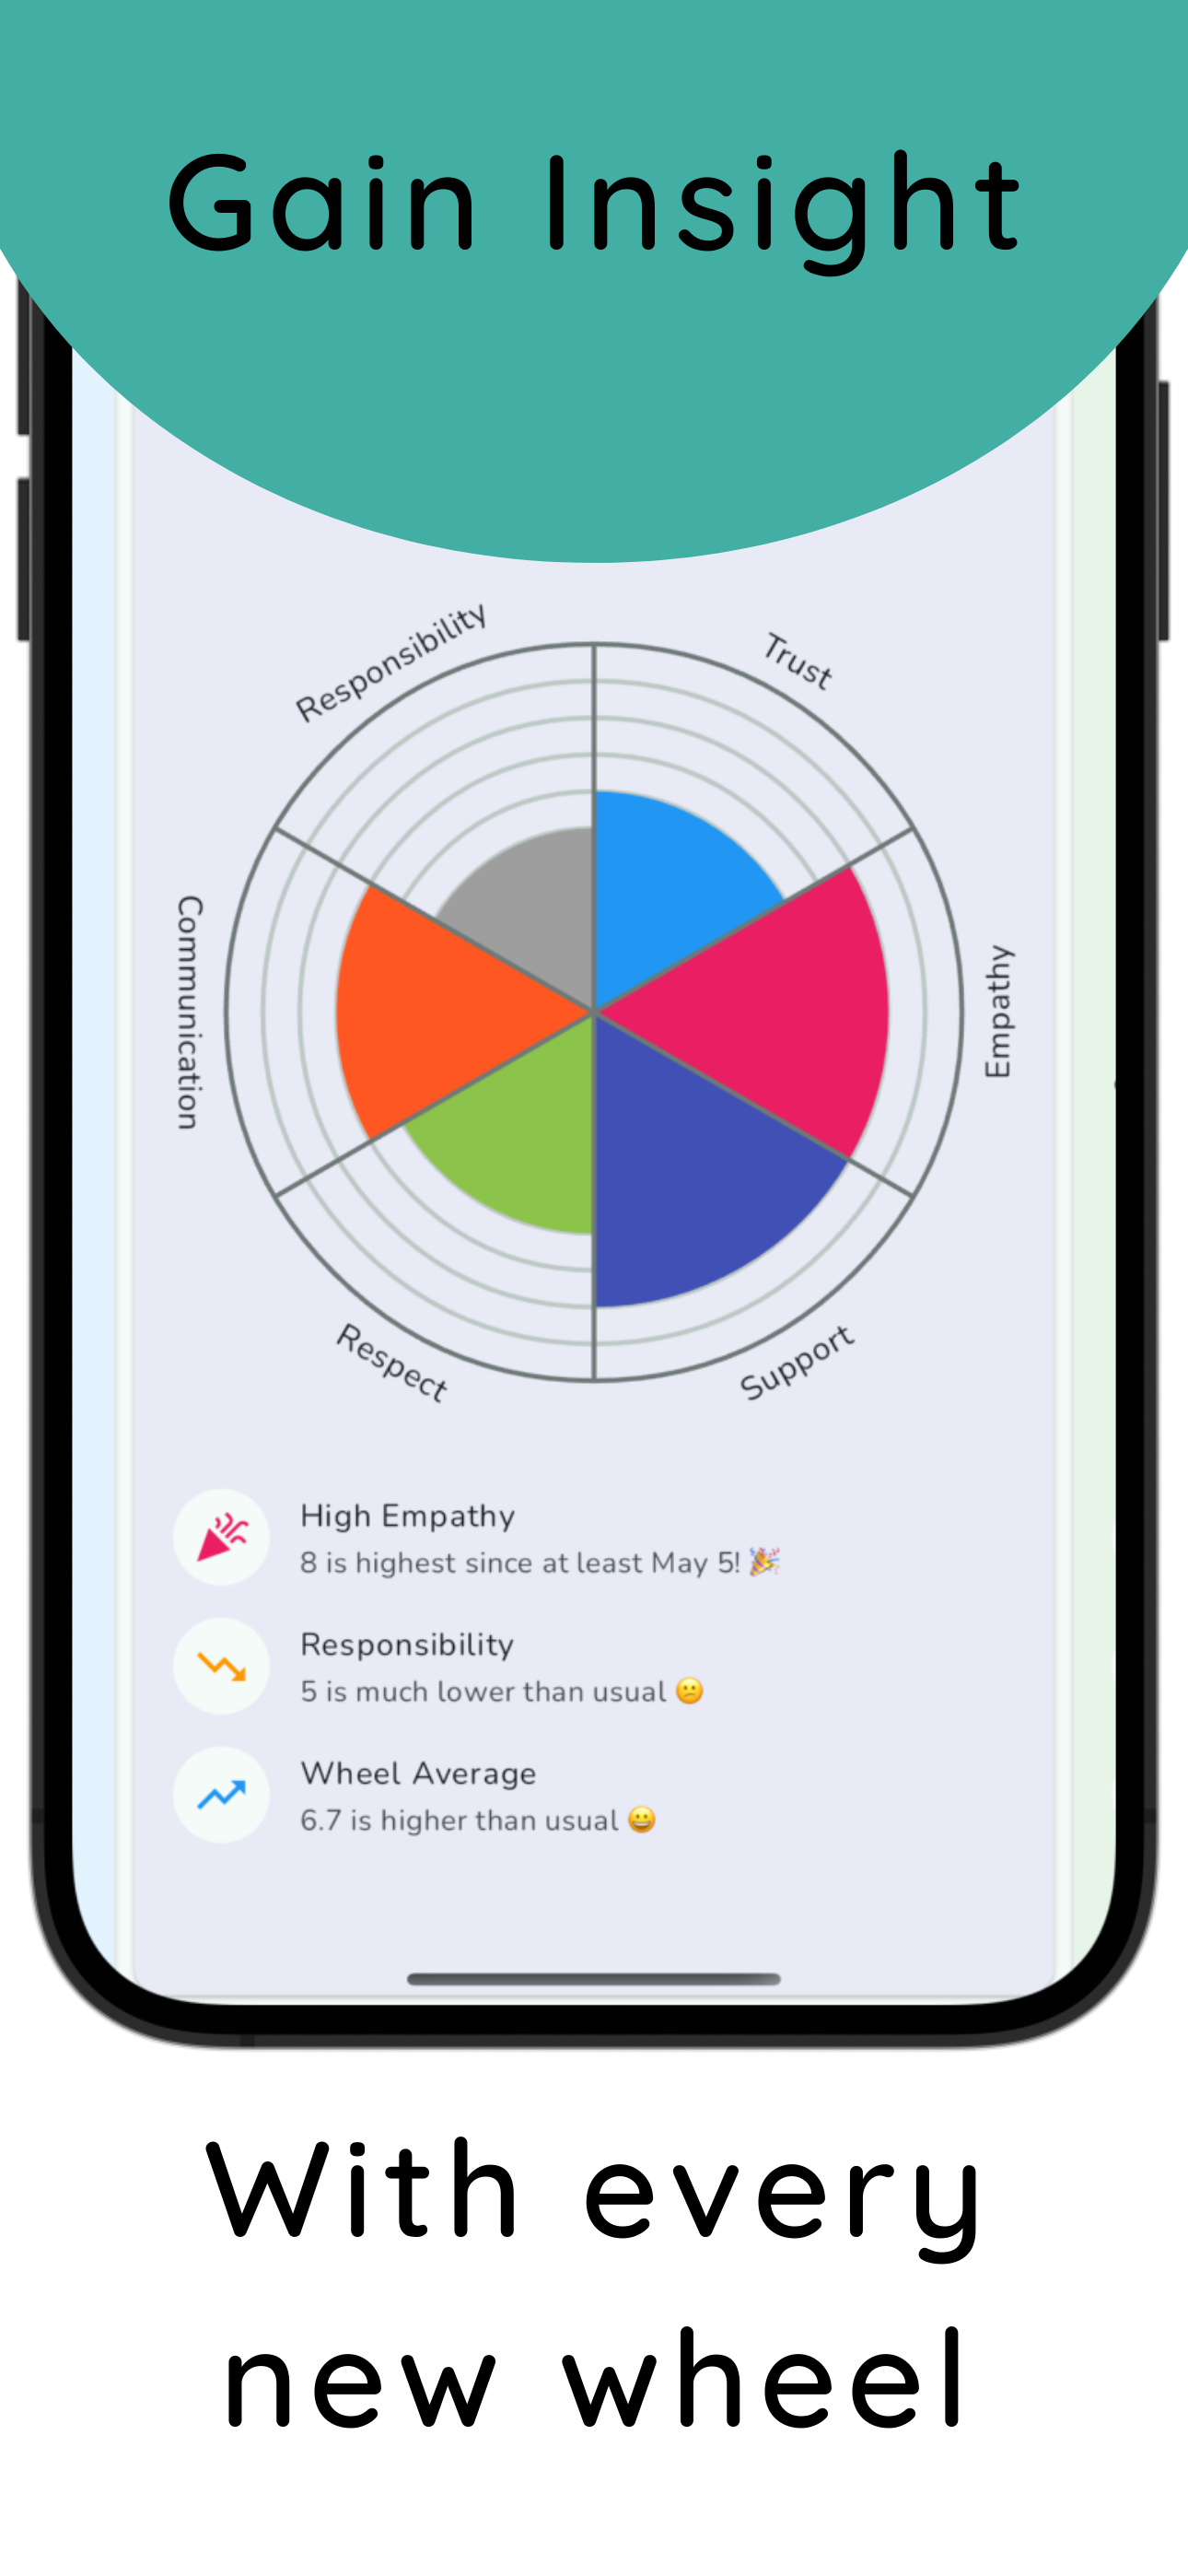 Gain Insight
Responsibility
Trust
Communication
Empathy
Respect
Support
High Empathy
8 is highest since at least May 5! 🎉
Responsibility
5 is much lower than usual 😕
Wheel Average
6.7 is higher than usual 😀
With every
new wheel